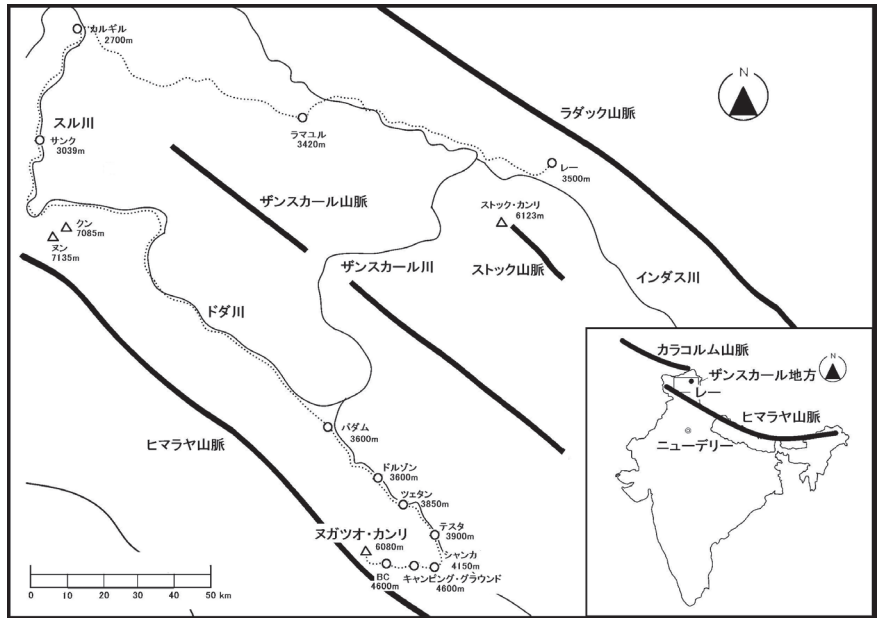 カルギル
2700m
N
ラダック山脈
スル川
サンク
3039m
ラマユル
3420m
レー
3500m
ザンスカール山脈
ストック・カンリ
6123m
クン
7085m
ヌン
7135m
ザンスカール川
ストック山脈
インダス川
ドダ川
カラコルム山脈
N
ザンスカール地方
レー
ヒマラヤ山脈
ニューデリー
パダム
3600m
ヒマラヤ山脈
ドルゾン
3600m
ツェタン
3850m
テスタ
3900m
ヌガツオ・カンリ
6080m
シャンカ
4150m
BC
4600m
キャンピング・グラウンド
4600m
0 10 20 30 40 50 km